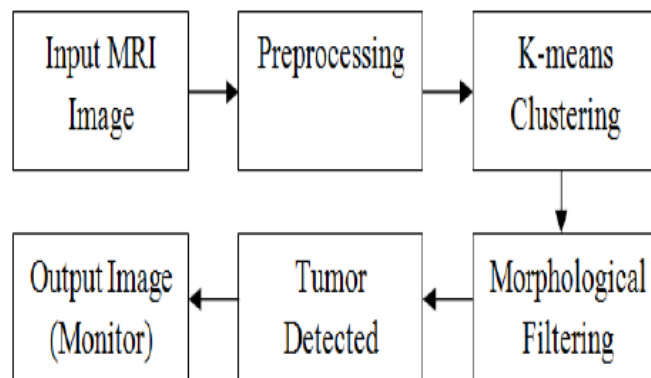 Input MRI
Image
Preprocessing
K-means
Clustering
Morphological
Filtering
Tumor
Detected
Output Image
(Monitor)